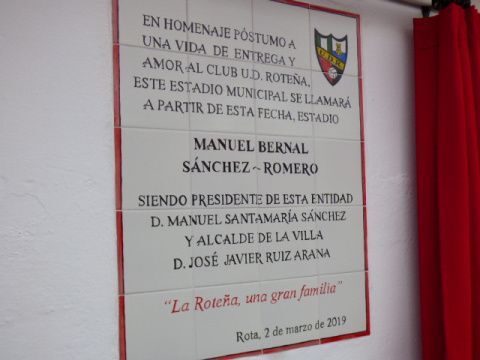 EN HOMENAJE PÓSTUMO A
UNA VIDA DE ENTREGA Y
AMOR AL CLUB U.D. ROTEÑA,
ESTE ESTADIO MUNICIPAL SE LLAMARÁ
A PARTIR DE ESTA FECHA, ESTADIO
MANUEL BERNAL
SÁNCHEZ~ROMERO
SIENDO PRESIDENTE DE ESTA ENTIDAD
D. MANUEL SANTAMARÍA SÁNCHEZ
Y ALCALDE DE LA VILLA
D. JOSÉ JAVIER RUIZ ARANA
“La Roteña, una gran familia”
Rota, 2 de marzo de 2019